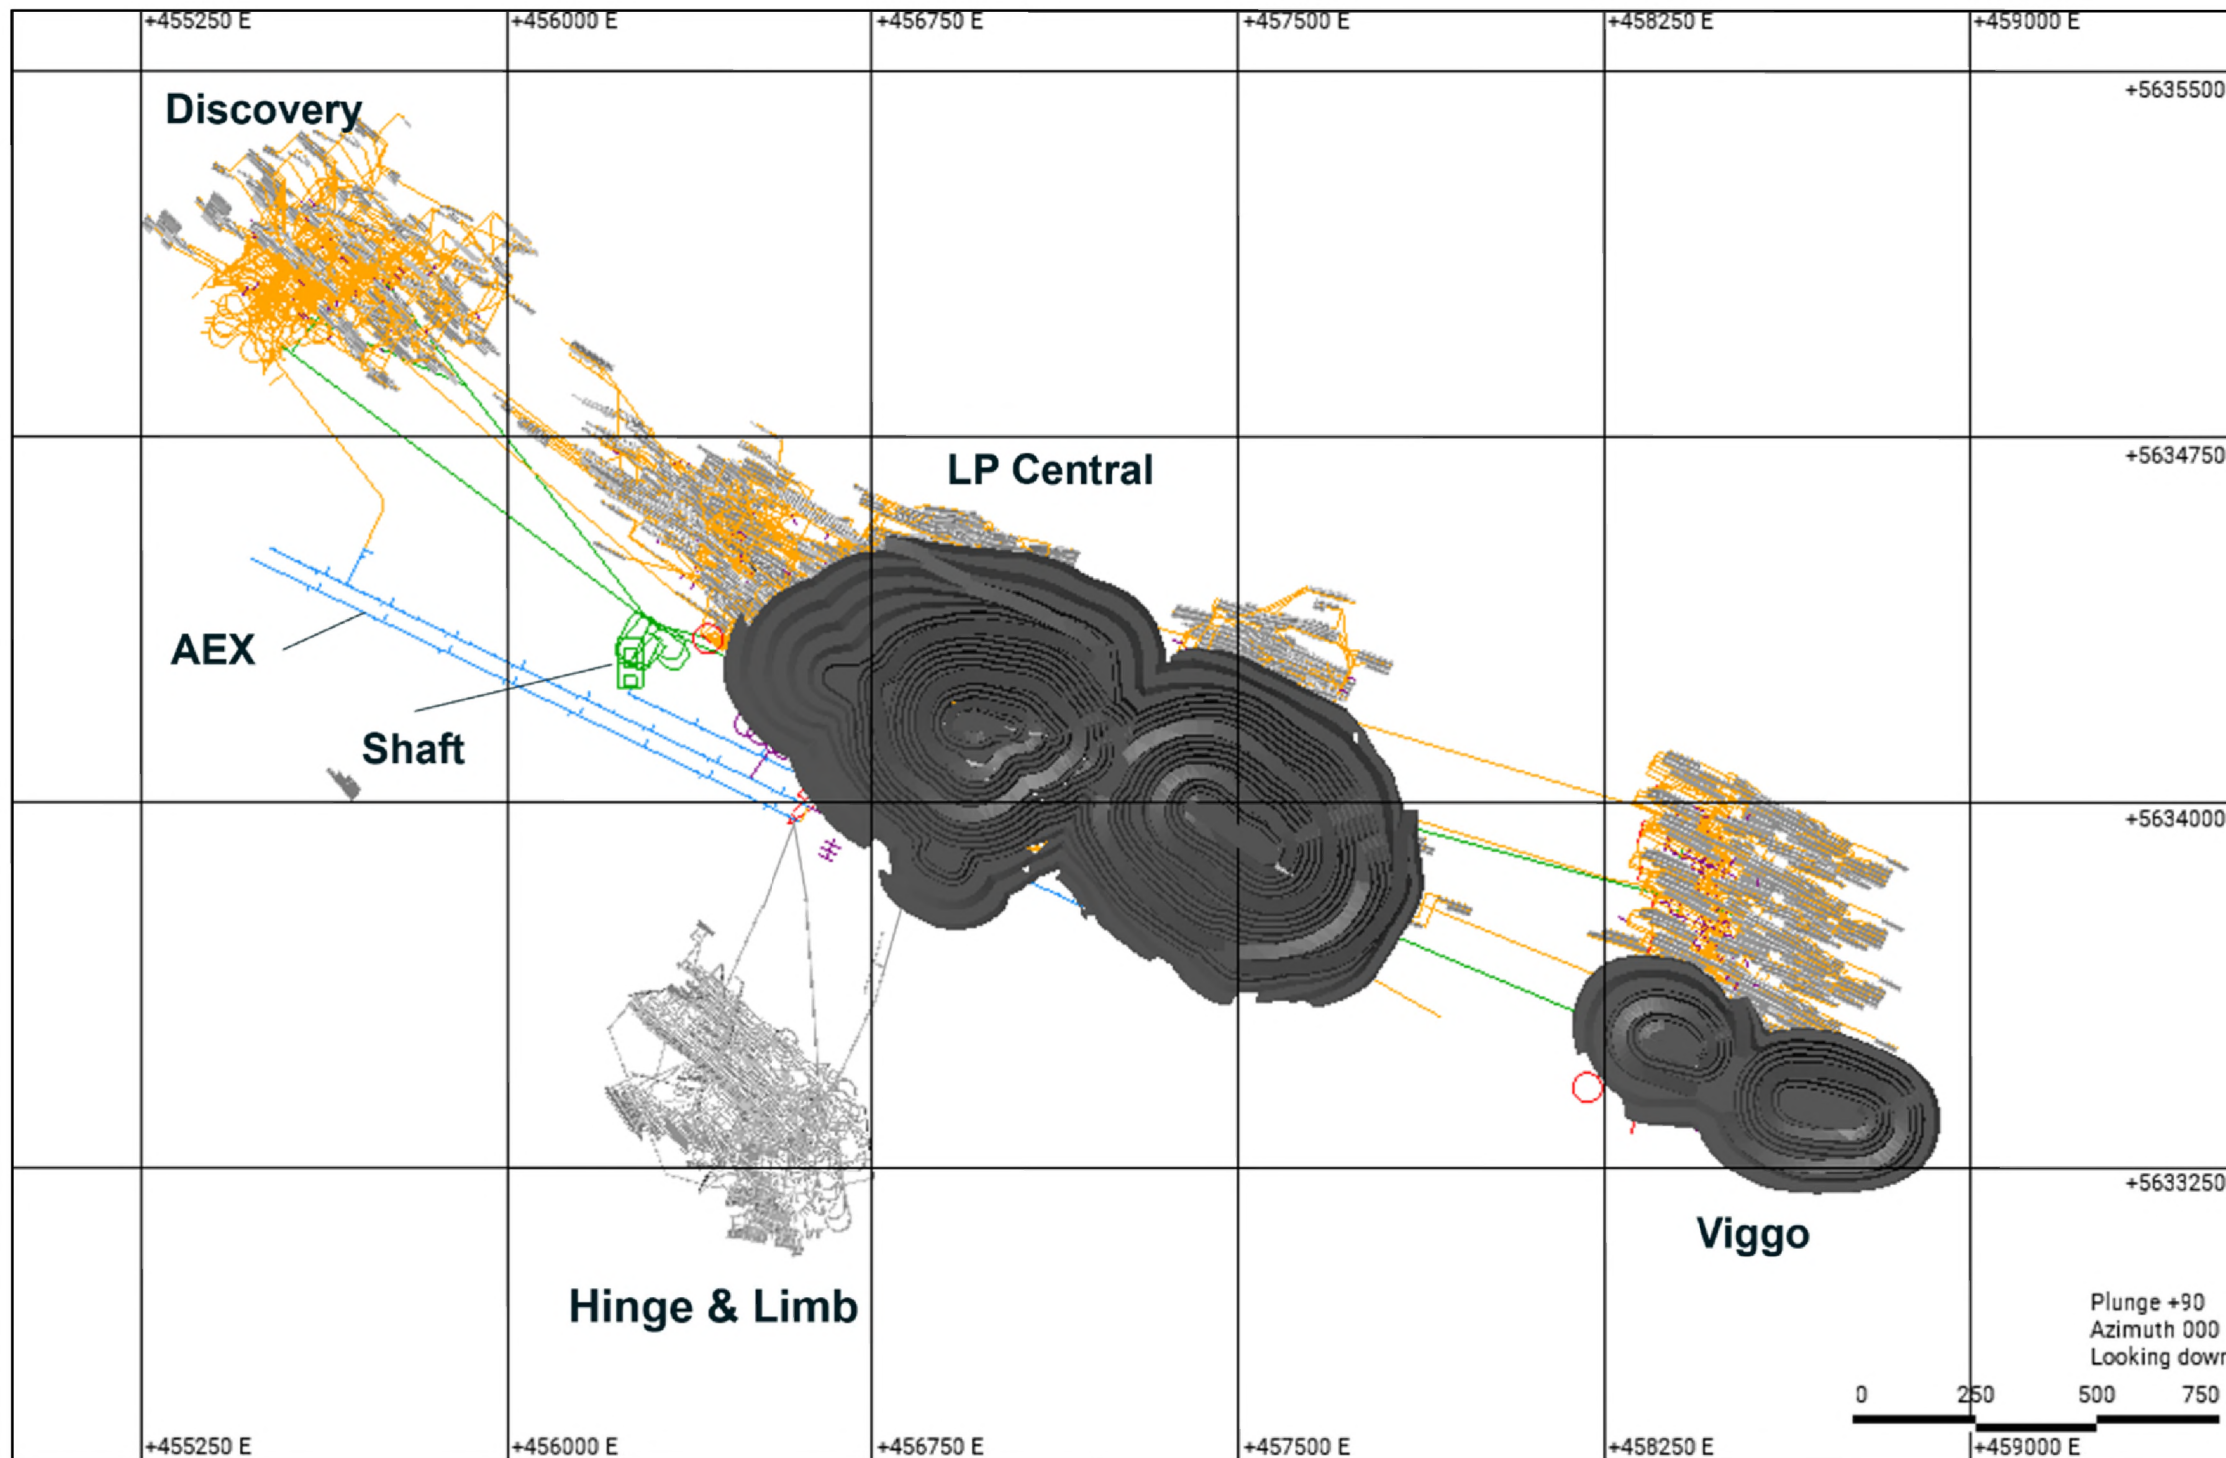 +455250 E
+456000 E
+456750 E
+457500 E
+458250 E
+459000 E
+5635500
Discovery
+5634750
LP Central
AEX
Shaft
+5634000
+5633250
Viggo
Hinge & Limb
Plunge +90
Azimuth 000
Looking down
0 250 500 750
+455250 E
+456000 E
+456750 E
+457500 E
+458250 E
+459000 E